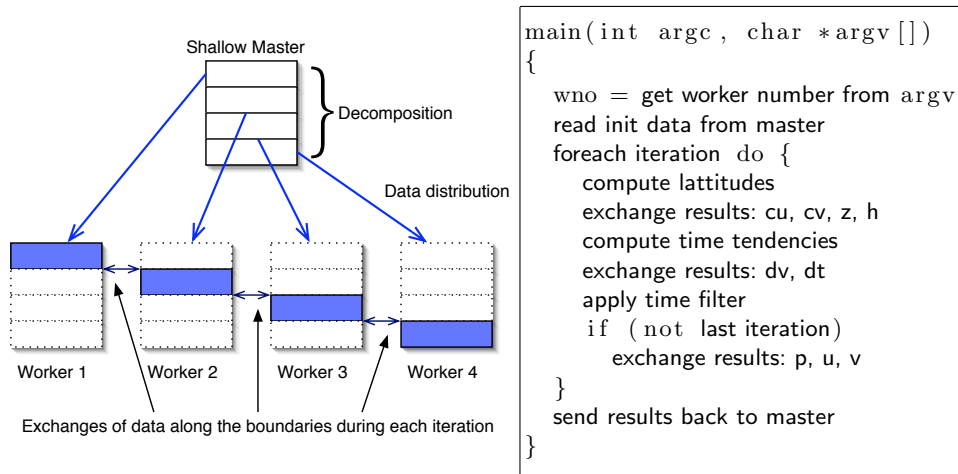 Shallow Master
Decomposition
Data distribution
Worker 1
Worker 2
Worker 3
Worker 4
Exchanges of data along the boundaries during each iteration
main(int argc, char *argv[])
{
wno = get worker number from argv
read init data from master
foreach iteration do {
compute lattitudes
exchange results: cu, cv, z, h
compute time tendencies
exchange results: dv, dt
apply time filter
if (not last iteration)
exchange results: p, u, v
}
send results back to master
}